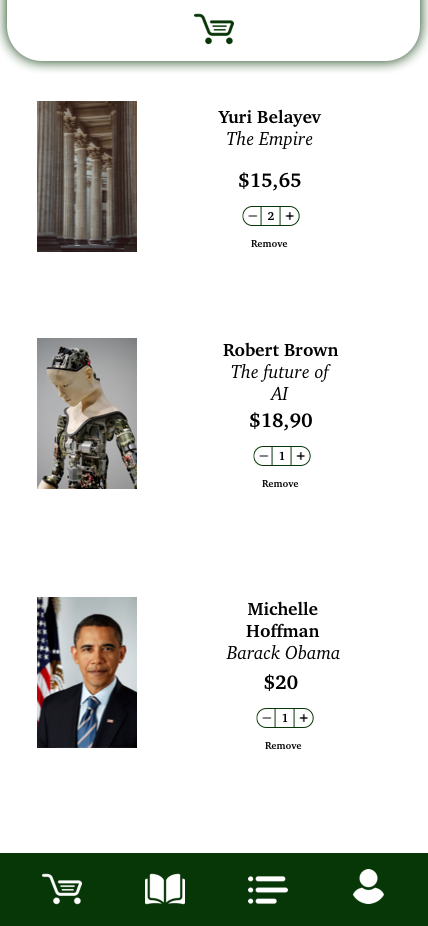 Yuri Belayev
The Empire
$15,65
− 2 +
Remove
Robert Brown
The future of
AI
$18,90
− 1 +
Remove
Michelle
Hoffman
Barack Obama
$20
− 1 +
Remove